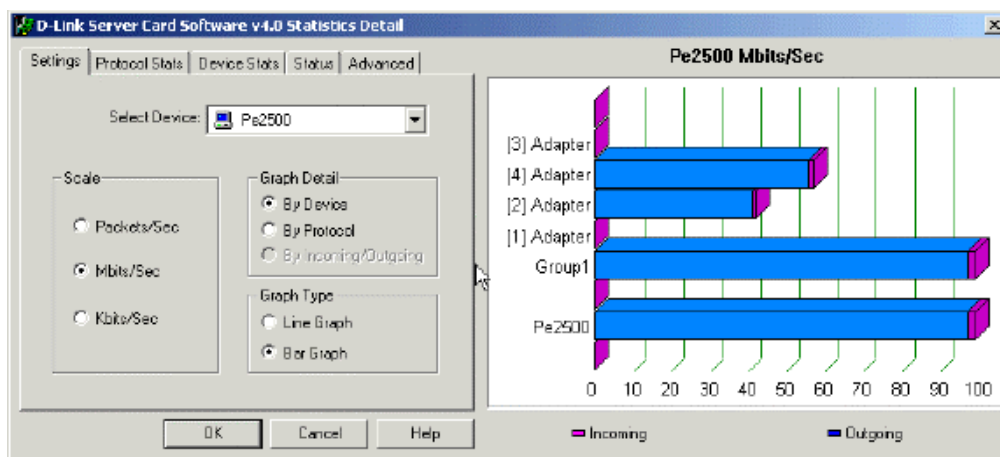 D-Link Server Card Software v4.0 Statistics Detail
Settings Protocol Stats Device Stats Status Advanced
Select Device: Pe2500
Scale
Packets/Sec
Mbits/Sec
Kbits/Sec
Graph Detail
By Device
By Protocol
By Incoming/Outgoing
Graph Type
Line Graph
Bar Graph
OK Cancel Help
Pe2500 Mbits/Sec
[3] Adapter
[4] Adapter
[2] Adapter
[1] Adapter
Group1
Pe2500
0 10 20 30 40 50 60 70 80 90 100
Incoming Outgoing